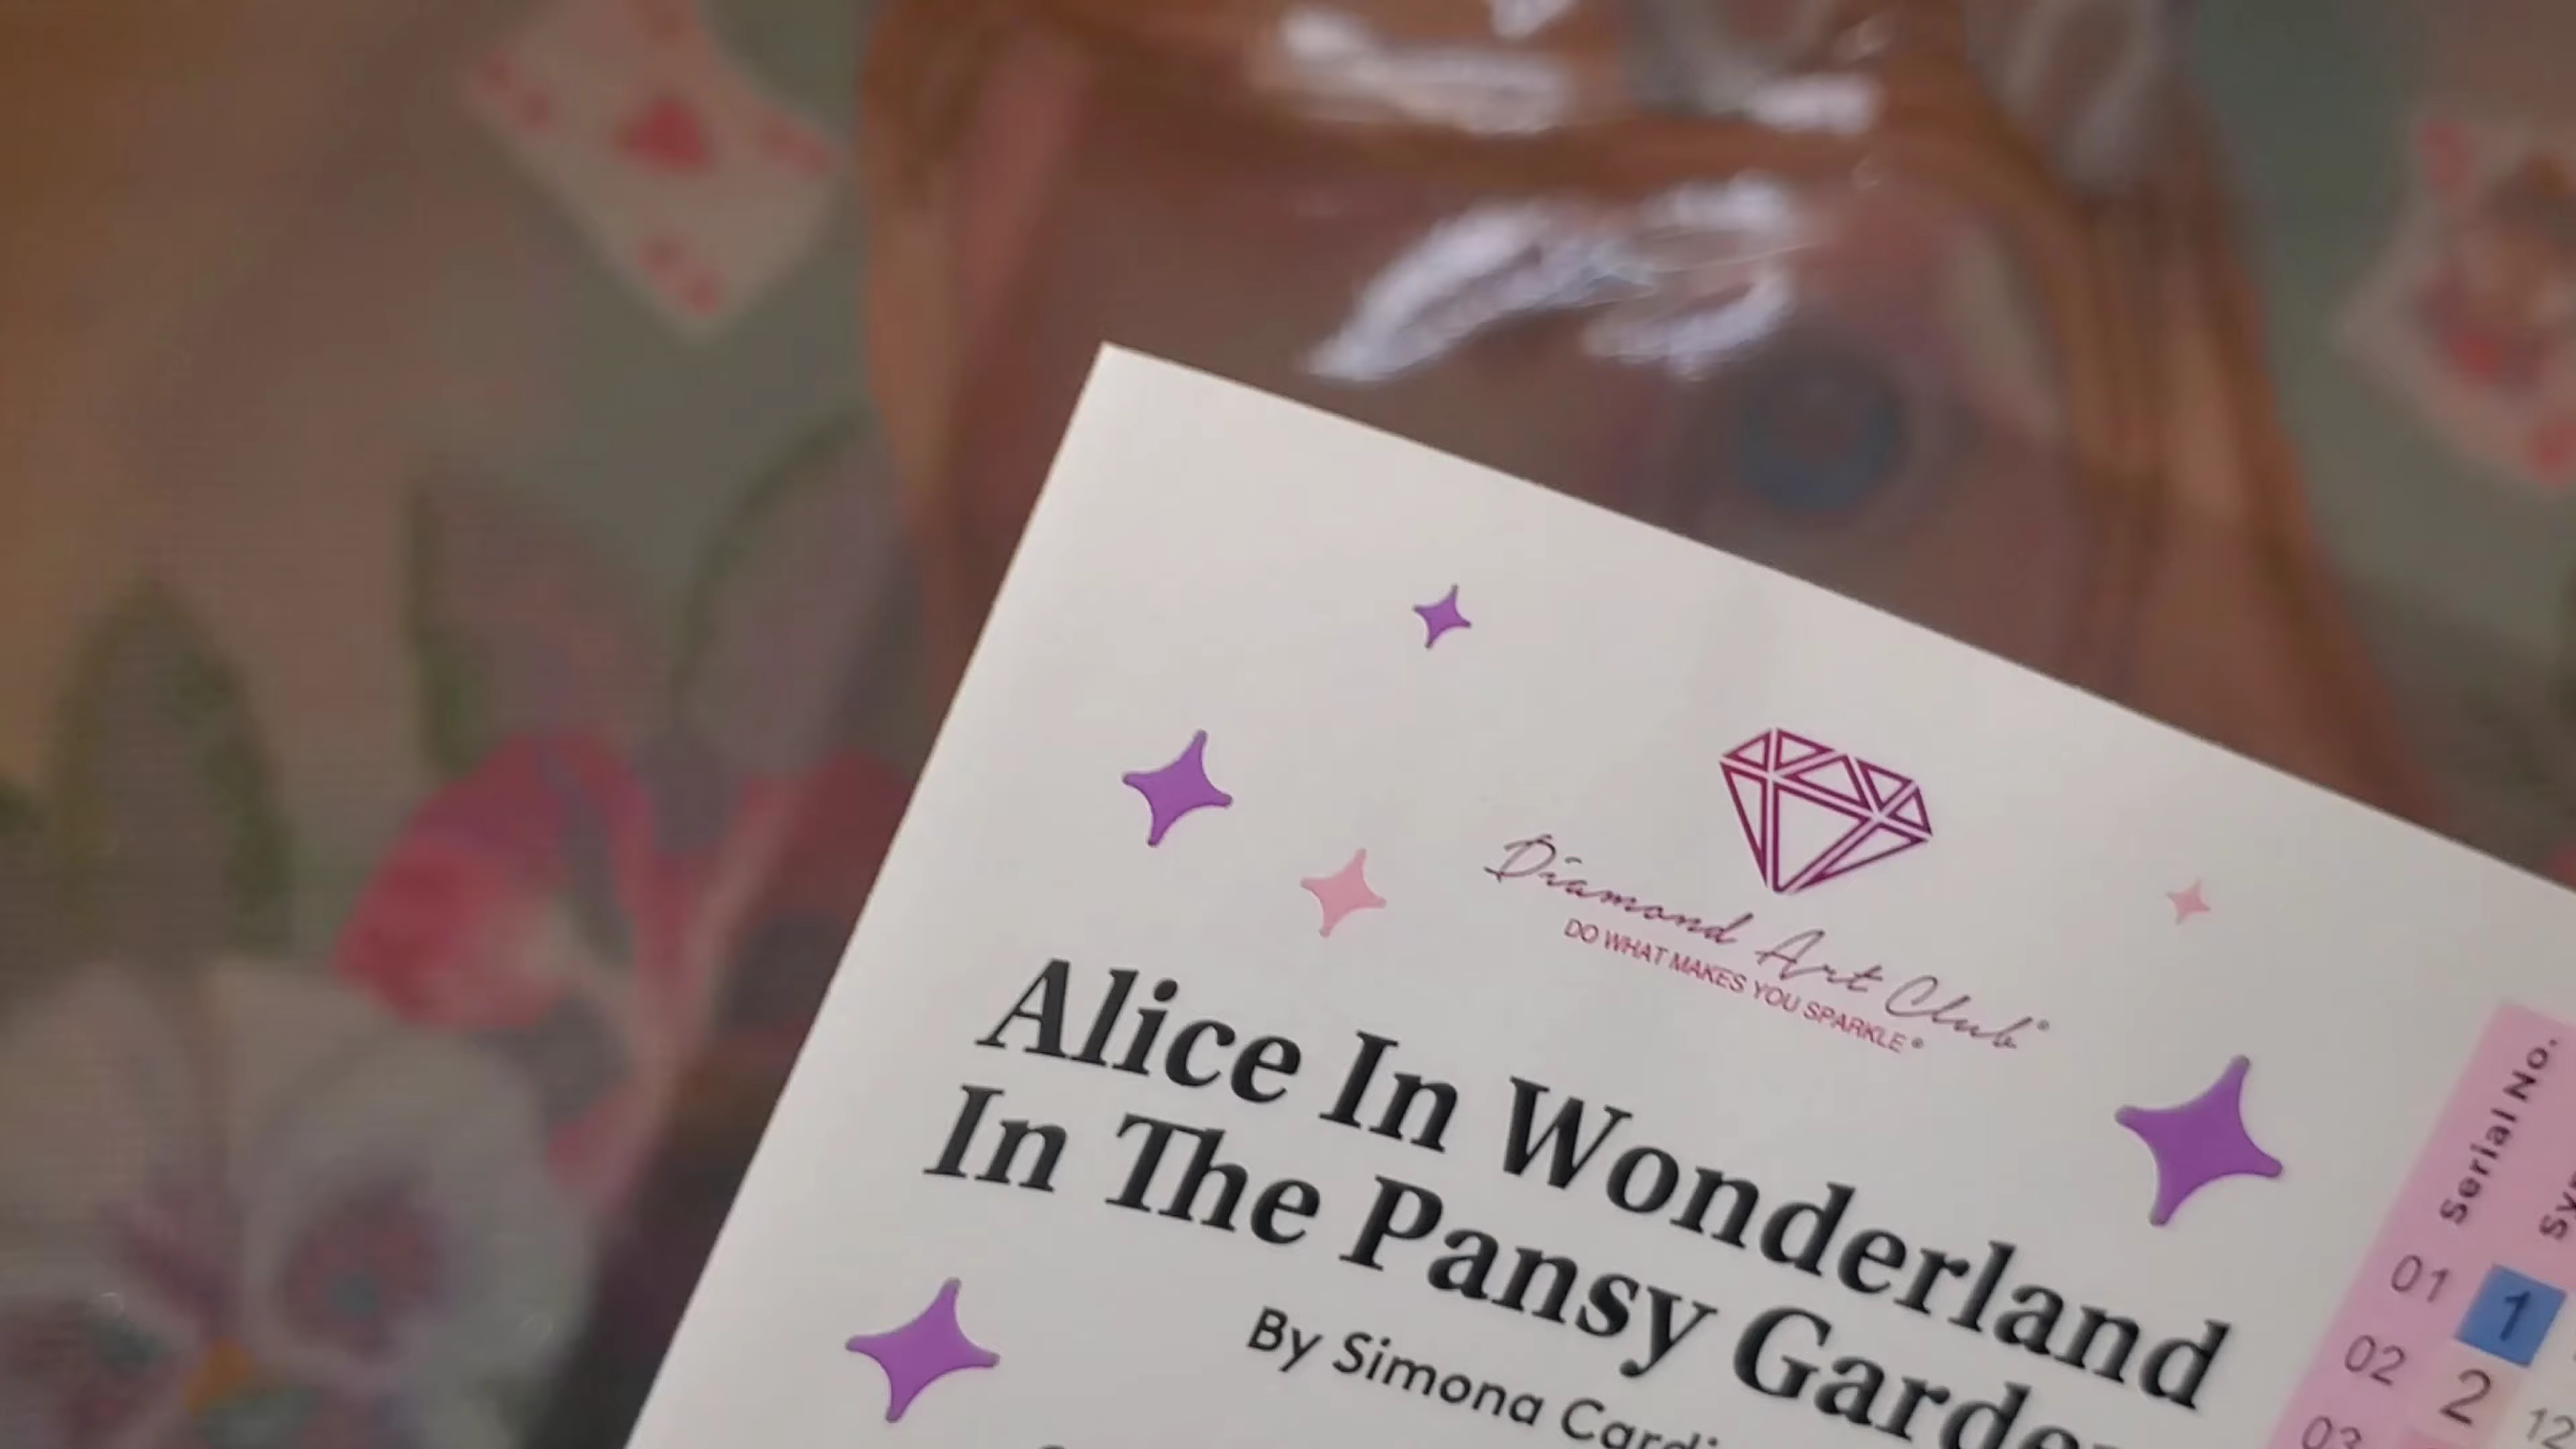 Diamond Art Club®
DO WHAT MAKES YOU SPARKLE®
Alice In Wonderland
In The Pansy
By Simona
Serial No.
01 1
02 2
03